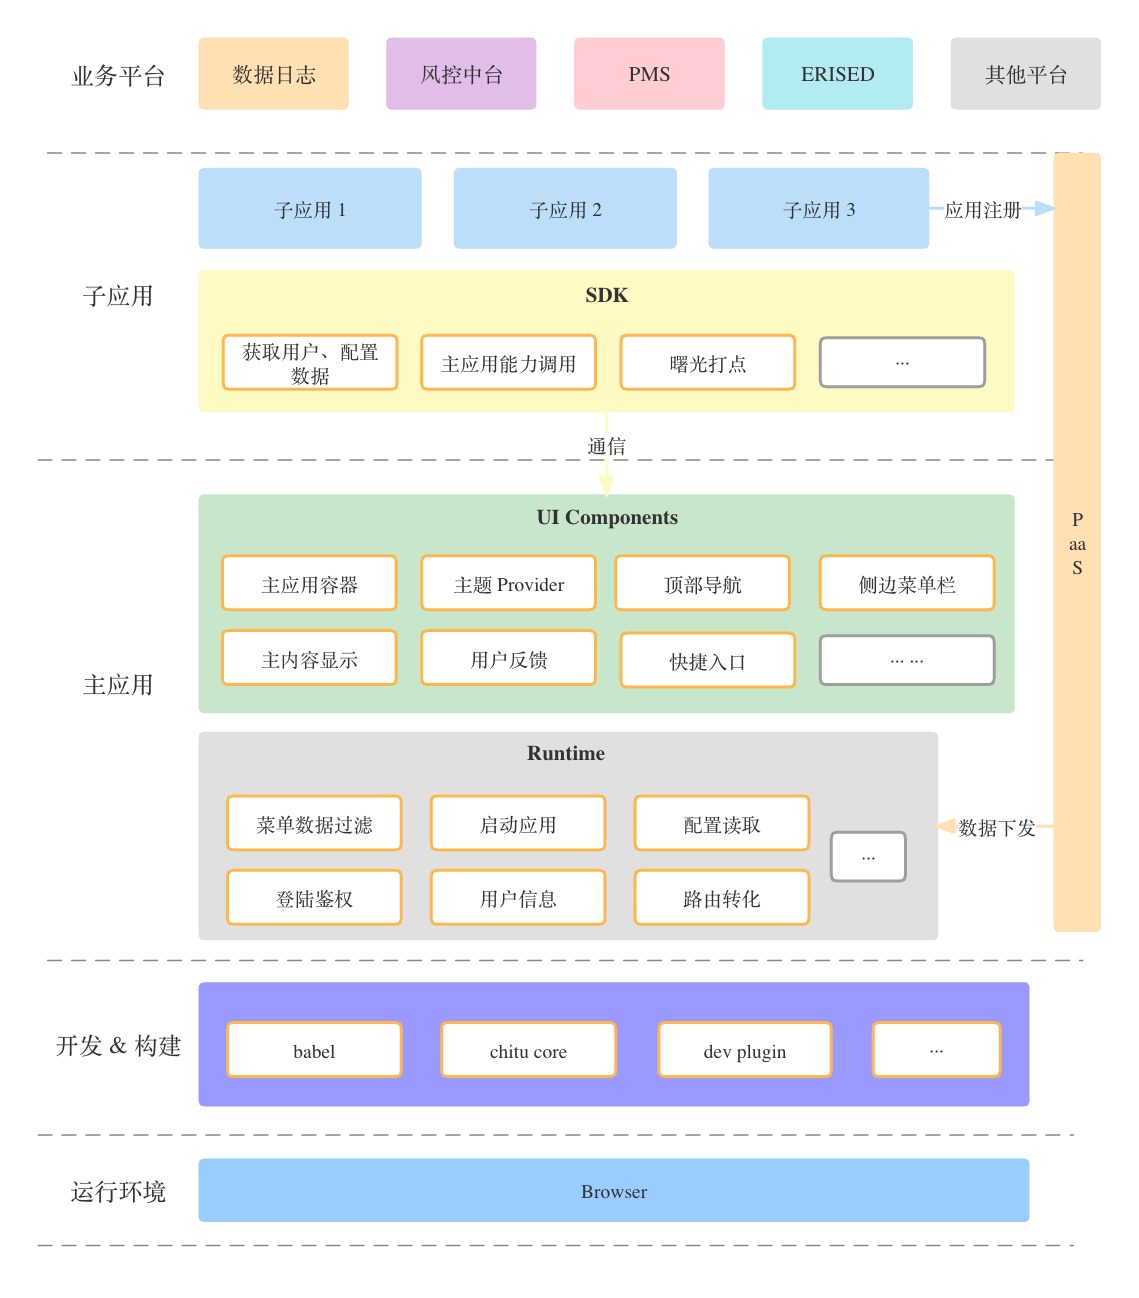 业务平台
数据日志
风控中台
PMS
ERISED
其他平台
子应用 1
子应用 2
子应用 3
应用注册
子应用
SDK
获取用户、配置
数据
主应用能力调用
曙光打点
...
通信
P
aa
S
UI Components
主应用容器
主题 Provider
顶部导航
侧边菜单栏
主内容显示
用户反馈
快捷入口
... ...
主应用
Runtime
菜单数据过滤
启动应用
配置读取
...
数据下发
登陆鉴权
用户信息
路由转化
开发 & 构建
babel
chitu core
dev plugin
...
运行环境
Browser